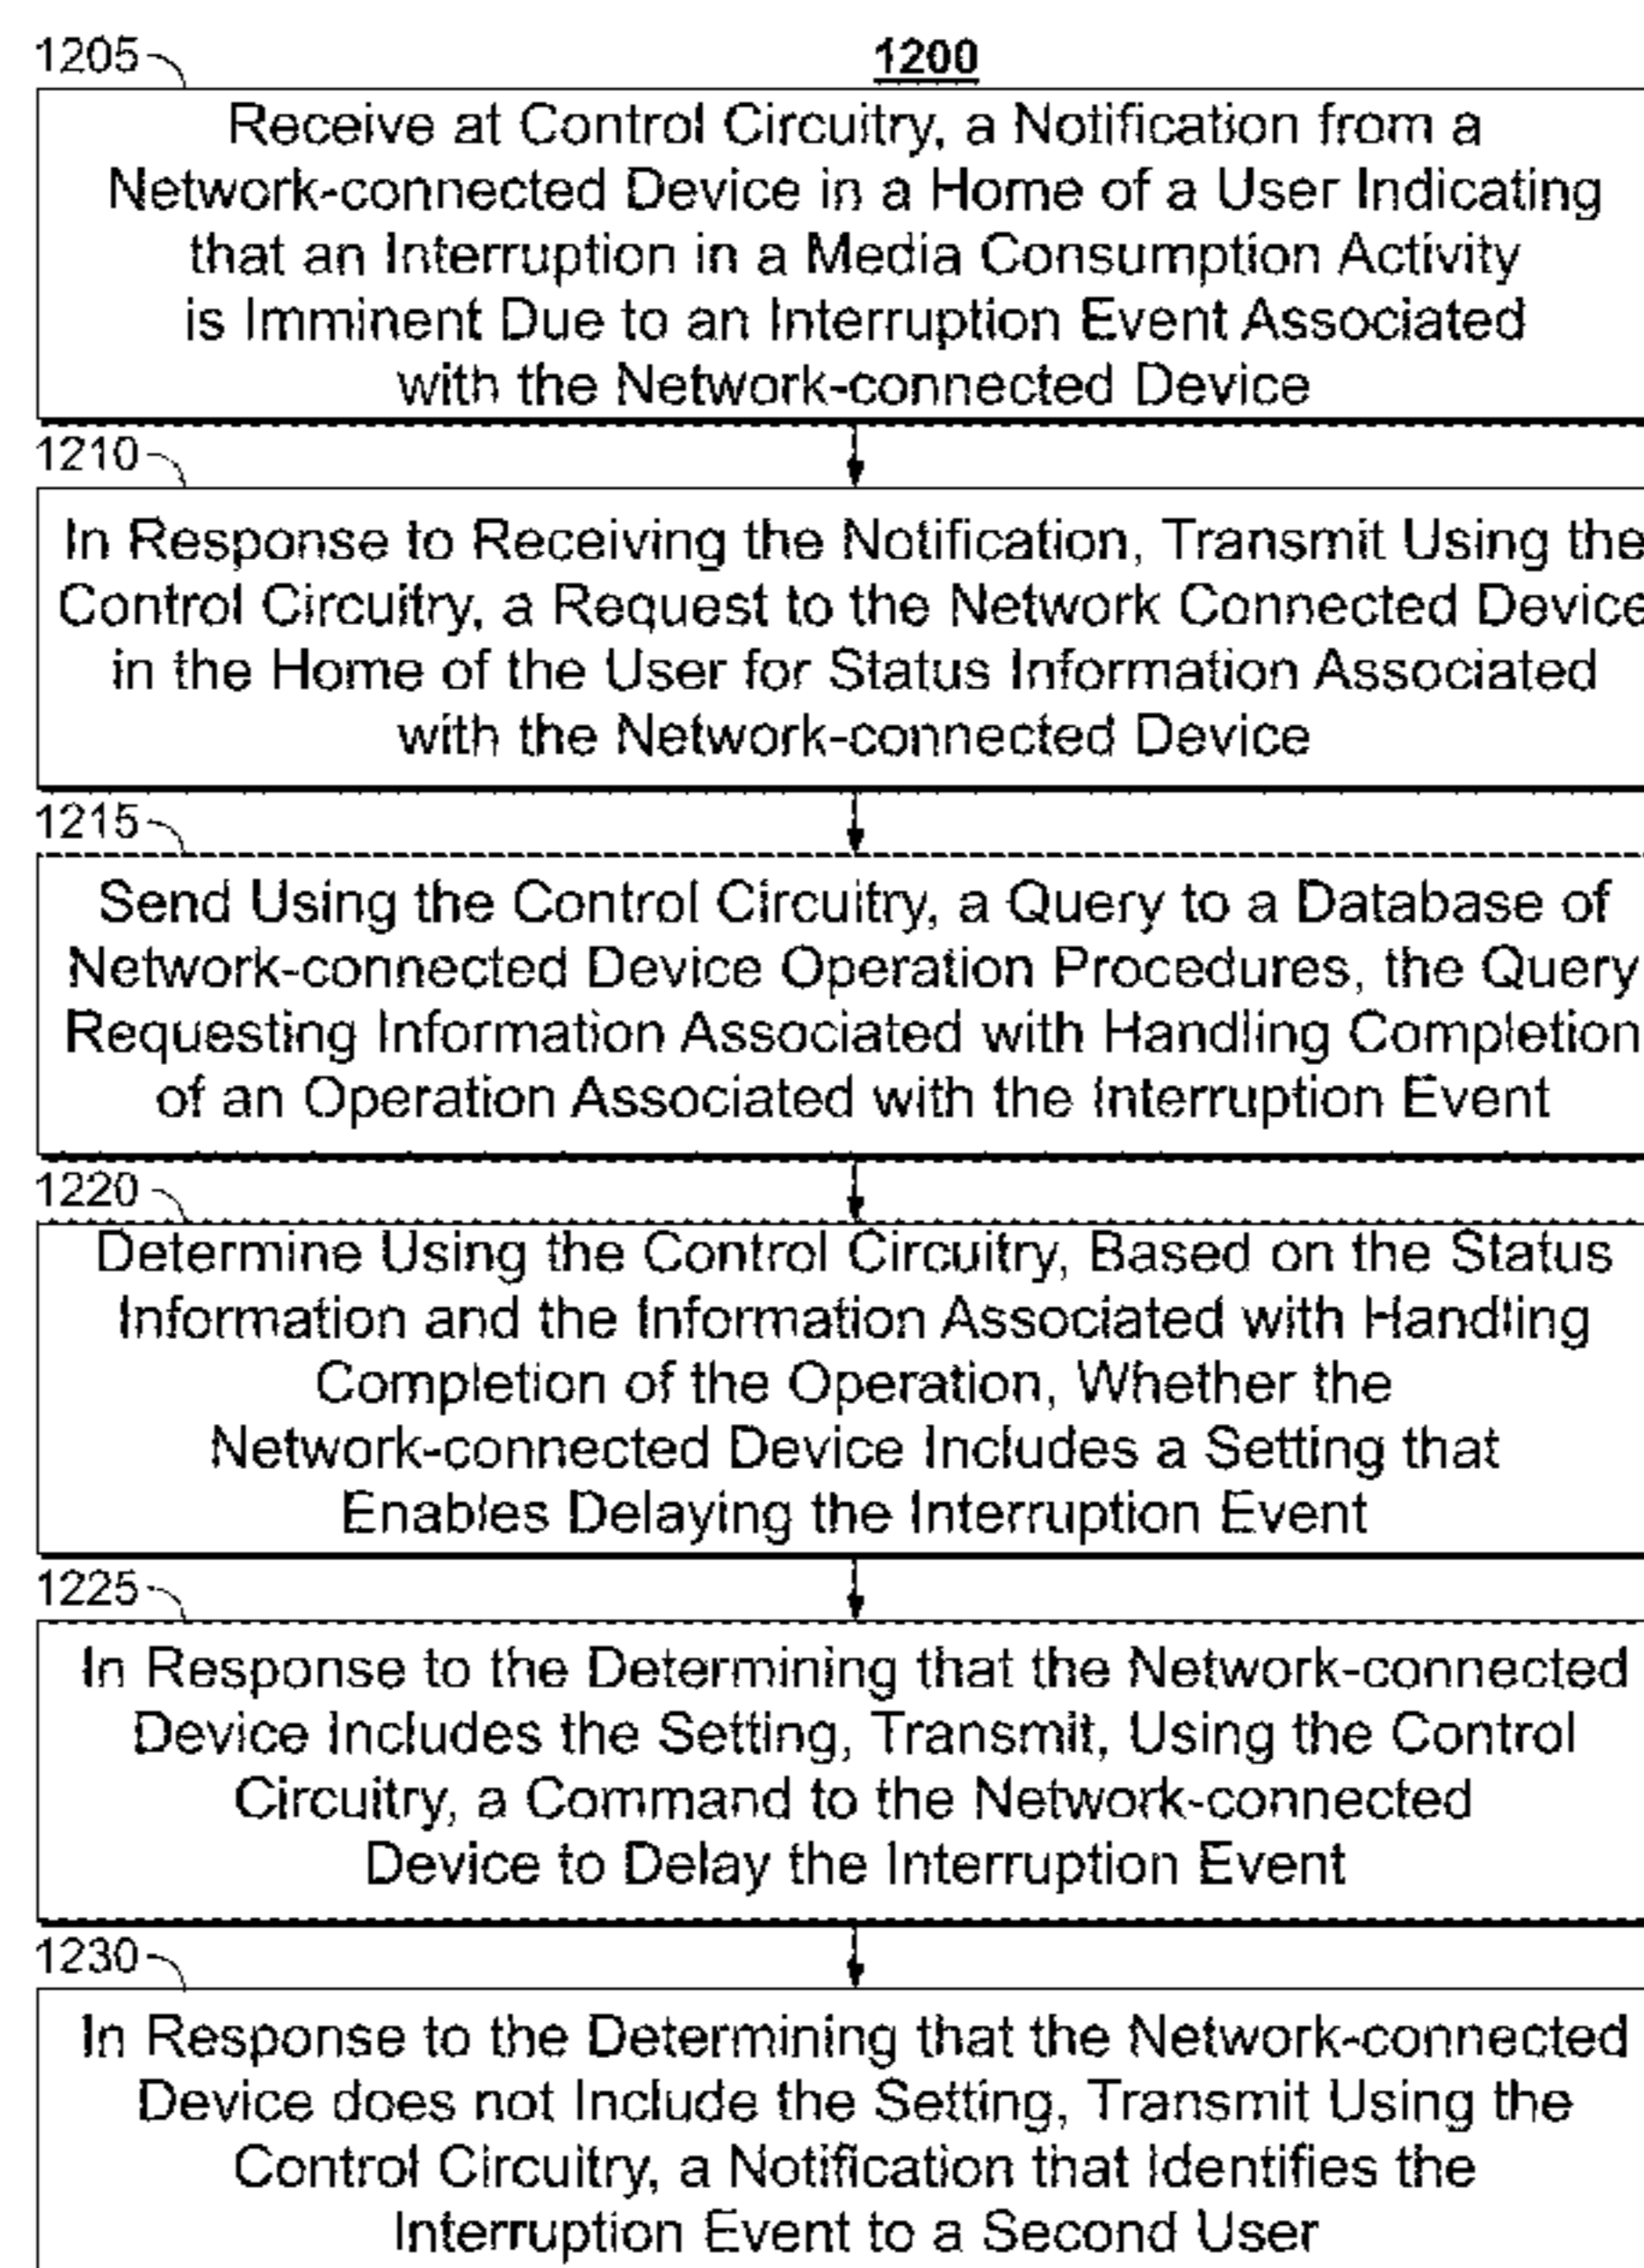 1205
1200
Receive at Control Circuitry, a Notification from a
Network-connected Device in a Home of a User Indicating
that an Interruption in a Media Consumption Activity
is Imminent Due to an Interruption Event Associated
with the Network-connected Device
1210
In Response to Receiving the Notification, Transmit Using the
Control Circuitry, a Request to the Network Connected Device
in the Home of the User for Status Information Associated
with the Network-connected Device
1215
Send Using the Control Circuitry, a Query to a Database of
Network-connected Device Operation Procedures, the Query
Requesting Information Associated with Handling Completion
of an Operation Associated with the Interruption Event
1220
Determine Using the Control Circuitry, Based on the Status
Information and the Information Associated with Handling
Completion of the Operation, Whether the
Network-connected Device Includes a Setting that
Enables Delaying the Interruption Event
1225
In Response to the Determining that the Network-connected
Device Includes the Setting, Transmit, Using the Control
Circuitry, a Command to the Network-connected
Device to Delay the Interruption Event
1230
In Response to the Determining that the Network-connected
Device does not Include the Setting, Transmit Using the
Control Circuitry, a Notification that Identifies the
Interruption Event to a Second User